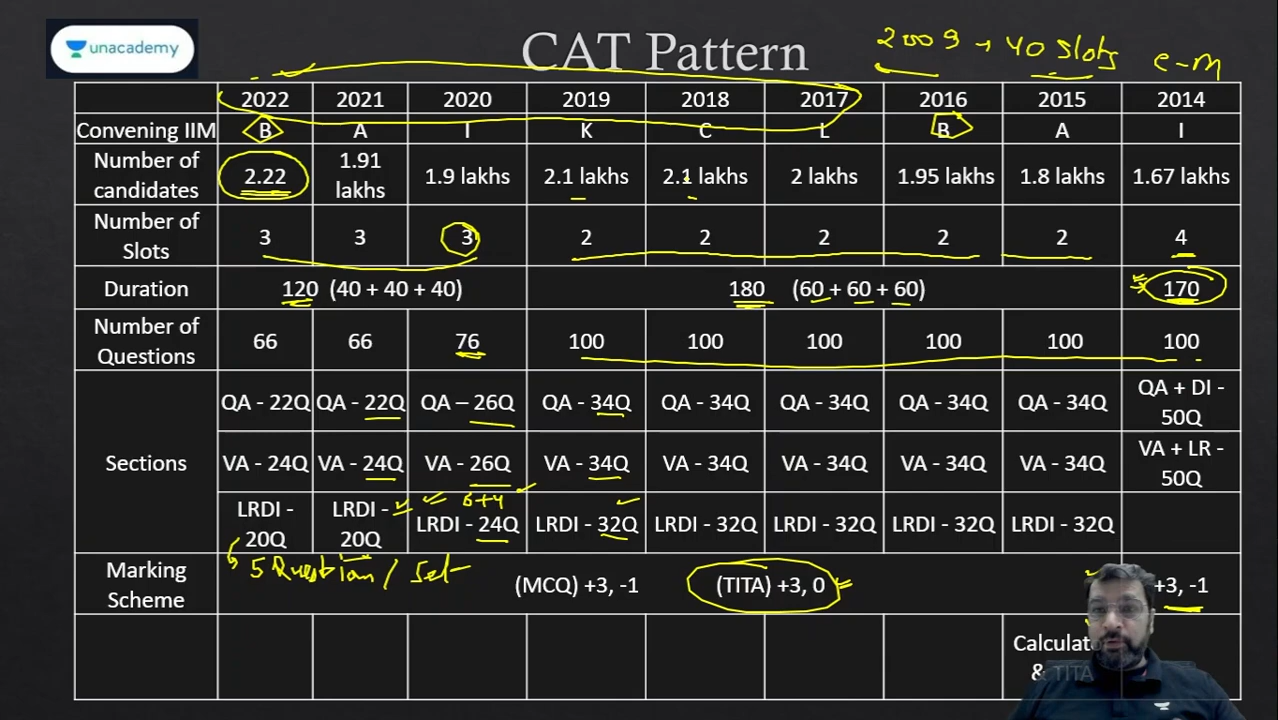 unacademy
CAT Pattern
2009 → 40 Slots
e-m
2022 2021 2020 2019 2018 2017 2016 2015 2014
Convening IIM B A I K C L B A I
Number of candidates 2.22 1.91 lakhs 1.9 lakhs 2.1 lakhs 2.1 lakhs 2 lakhs 1.95 lakhs 1.8 lakhs 1.67 lakhs
Number of Slots 3 3 3 2 2 2 2 2 4
Duration 120 (40 + 40 + 40) 180 (60 + 60 + 60) 170
Number of Questions 66 66 76 100 100 100 100 100 100
Sections
QA - 22Q QA - 22Q QA – 26Q QA - 34Q QA - 34Q QA - 34Q QA - 34Q QA - 34Q QA + DI - 50Q
VA - 24Q VA - 24Q VA - 26Q VA - 34Q VA - 34Q VA - 34Q VA - 34Q VA - 34Q VA + LR - 50Q
LRDI - 20Q LRDI - 20Q LRDI - 24Q LRDI - 32Q LRDI - 32Q LRDI - 32Q LRDI - 32Q LRDI - 32Q
5 Question / Set
Marking Scheme (MCQ) +3, -1 (TITA) +3, 0 +3, -1
& TITA